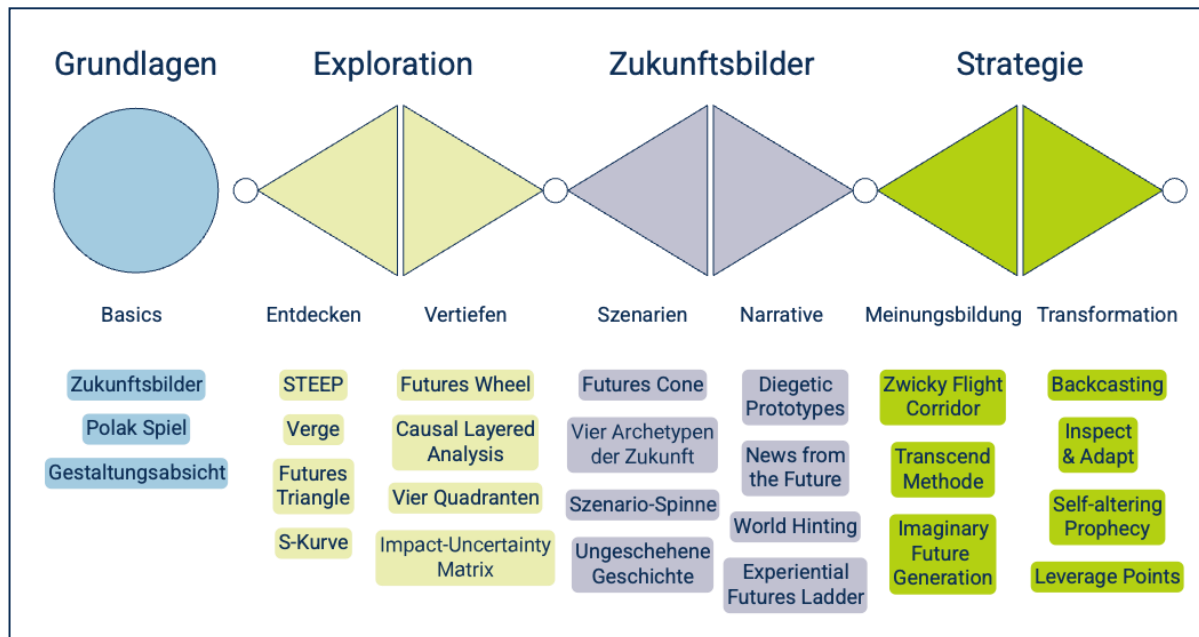 Grundlagen
Exploration
Zukunftsbilder
Strategie
Basics
Entdecken
Vertiefen
Szenarien
Narrative
Meinungsbildung
Transformation
Zukunftsbilder
Polak Spiel
Gestaltungsabsicht
STEEP
Verge
Futures
Triangle
S-Kurve
Futures Wheel
Causal Layered
Analysis
Vier Quadranten
Impact-Uncertainty
Matrix
Futures Cone
Vier Archetypen
der Zukunft
Szenario-Spinne
Ungeschehene
Geschichte
Diegetic
Prototypes
News from
the Future
World Hinting
Experiential
Futures Ladder
Zwicky Flight
Corridor
Transcend
Methode
Imaginary
Future
Generation
Backcasting
Inspect
& Adapt
Self-altering
Prophecy
Leverage Points